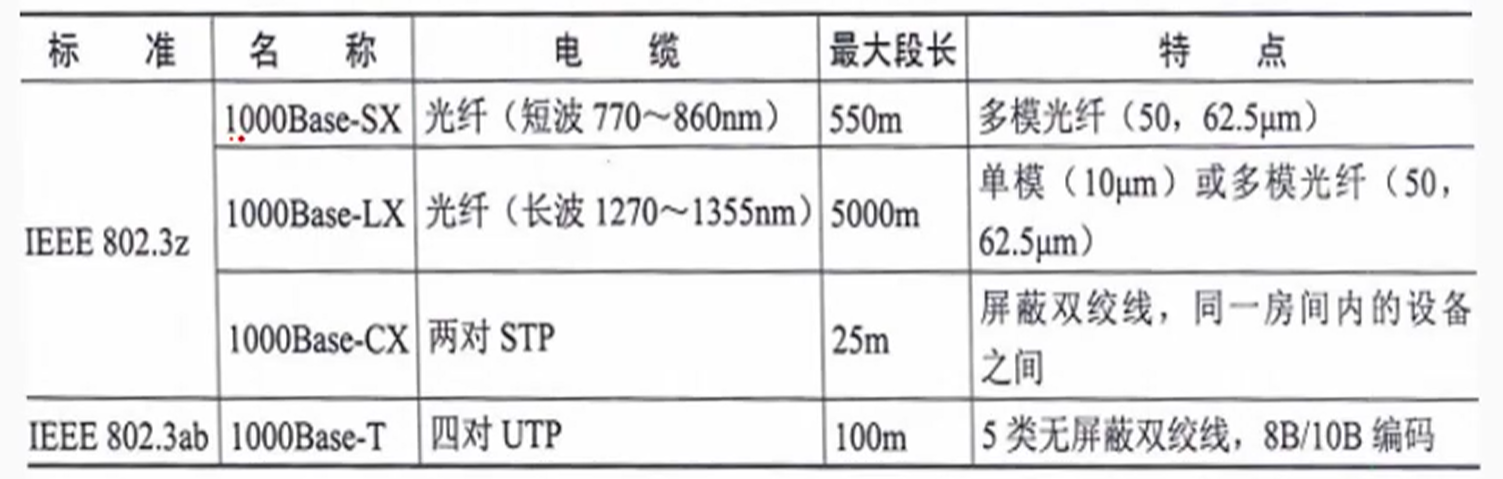 标 准 名 称 电 缆 最大段长 特 点
1000Base-SX 光纤（短波 770～860nm） 550m 多模光纤（50，62.5μm）
IEEE 802.3z 1000Base-LX 光纤（长波 1270～1355nm） 5000m 单模（10μm）或多模光纤（50，
62.5μm）
1000Base-CX 两对 STP 25m 屏蔽双绞线，同一房间内的设备
之间
IEEE 802.3ab 1000Base-T 四对 UTP 100m 5 类无屏蔽双绞线，8B/10B 编码